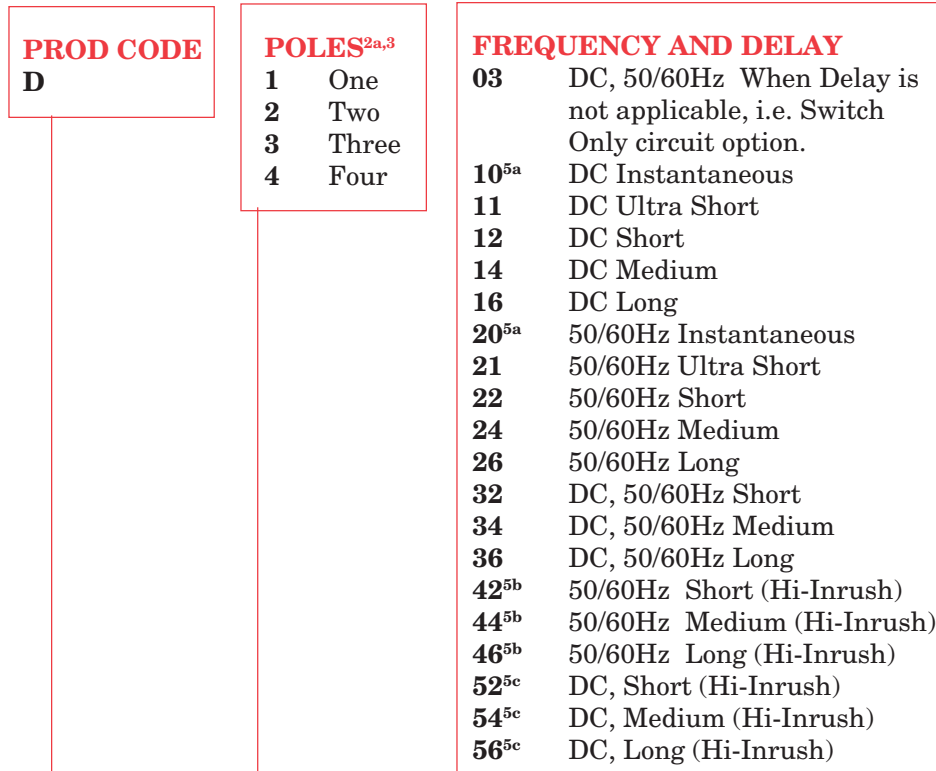 PROD CODE
D
POLES2a,3
1 One
2 Two
3 Three
4 Four
FREQUENCY AND DELAY
03 DC, 50/60Hz When Delay is
not applicable, i.e. Switch
Only circuit option.
105a DC Instantaneous
11 DC Ultra Short
12 DC Short
14 DC Medium
16 DC Long
205a 50/60Hz Instantaneous
21 50/60Hz Ultra Short
22 50/60Hz Short
24 50/60Hz Medium
26 50/60Hz Long
32 DC, 50/60Hz Short
34 DC, 50/60Hz Medium
36 DC, 50/60Hz Long
425b 50/60Hz Short (Hi-Inrush)
445b 50/60Hz Medium (Hi-Inrush)
465b 50/60Hz Long (Hi-Inrush)
525c DC, Short (Hi-Inrush)
545c DC, Medium (Hi-Inrush)
565c DC, Long (Hi-Inrush)